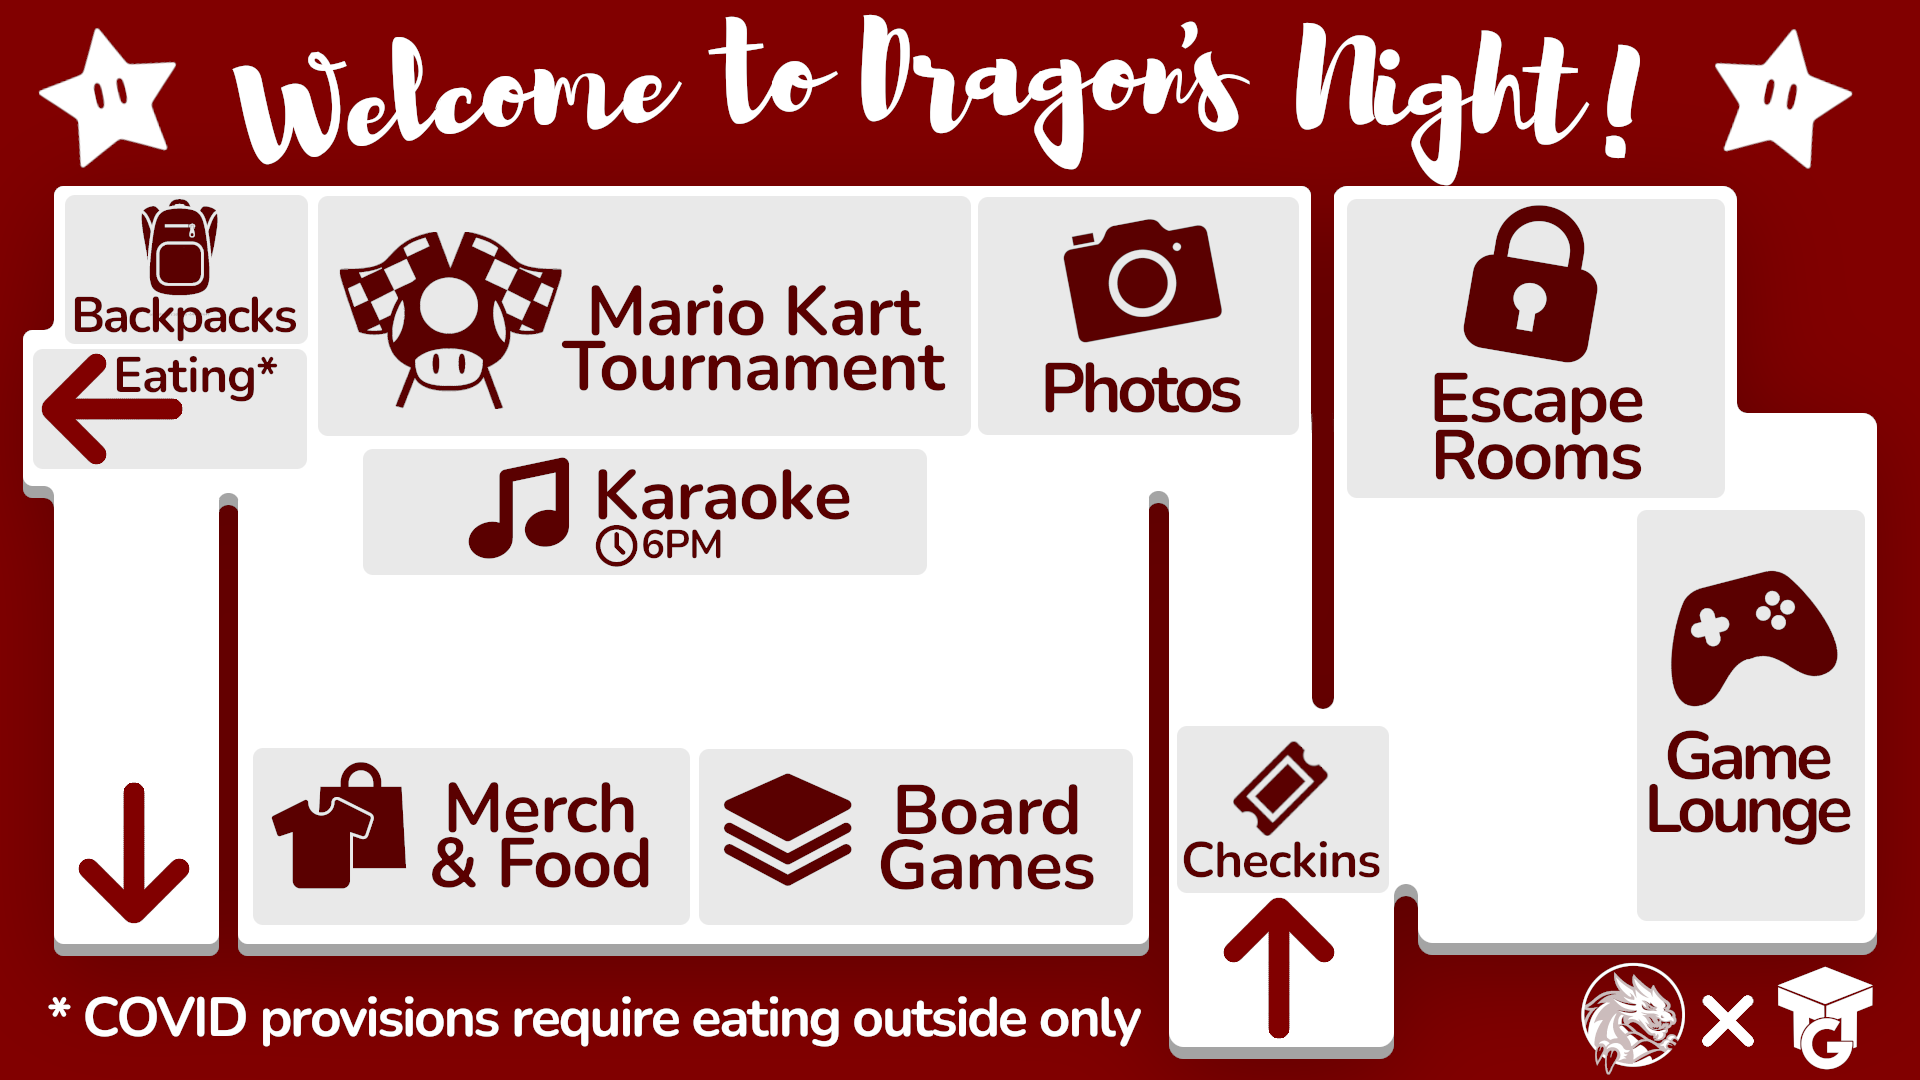 Welcome to Dragon's Night!
Backpacks
Eating*
Mario Kart
Tournament
Photos
Karaoke
6PM
Escape
Rooms
Game
Lounge
Merch
& Food
Board
Games
Checkins
* COVID provisions require eating outside only
G